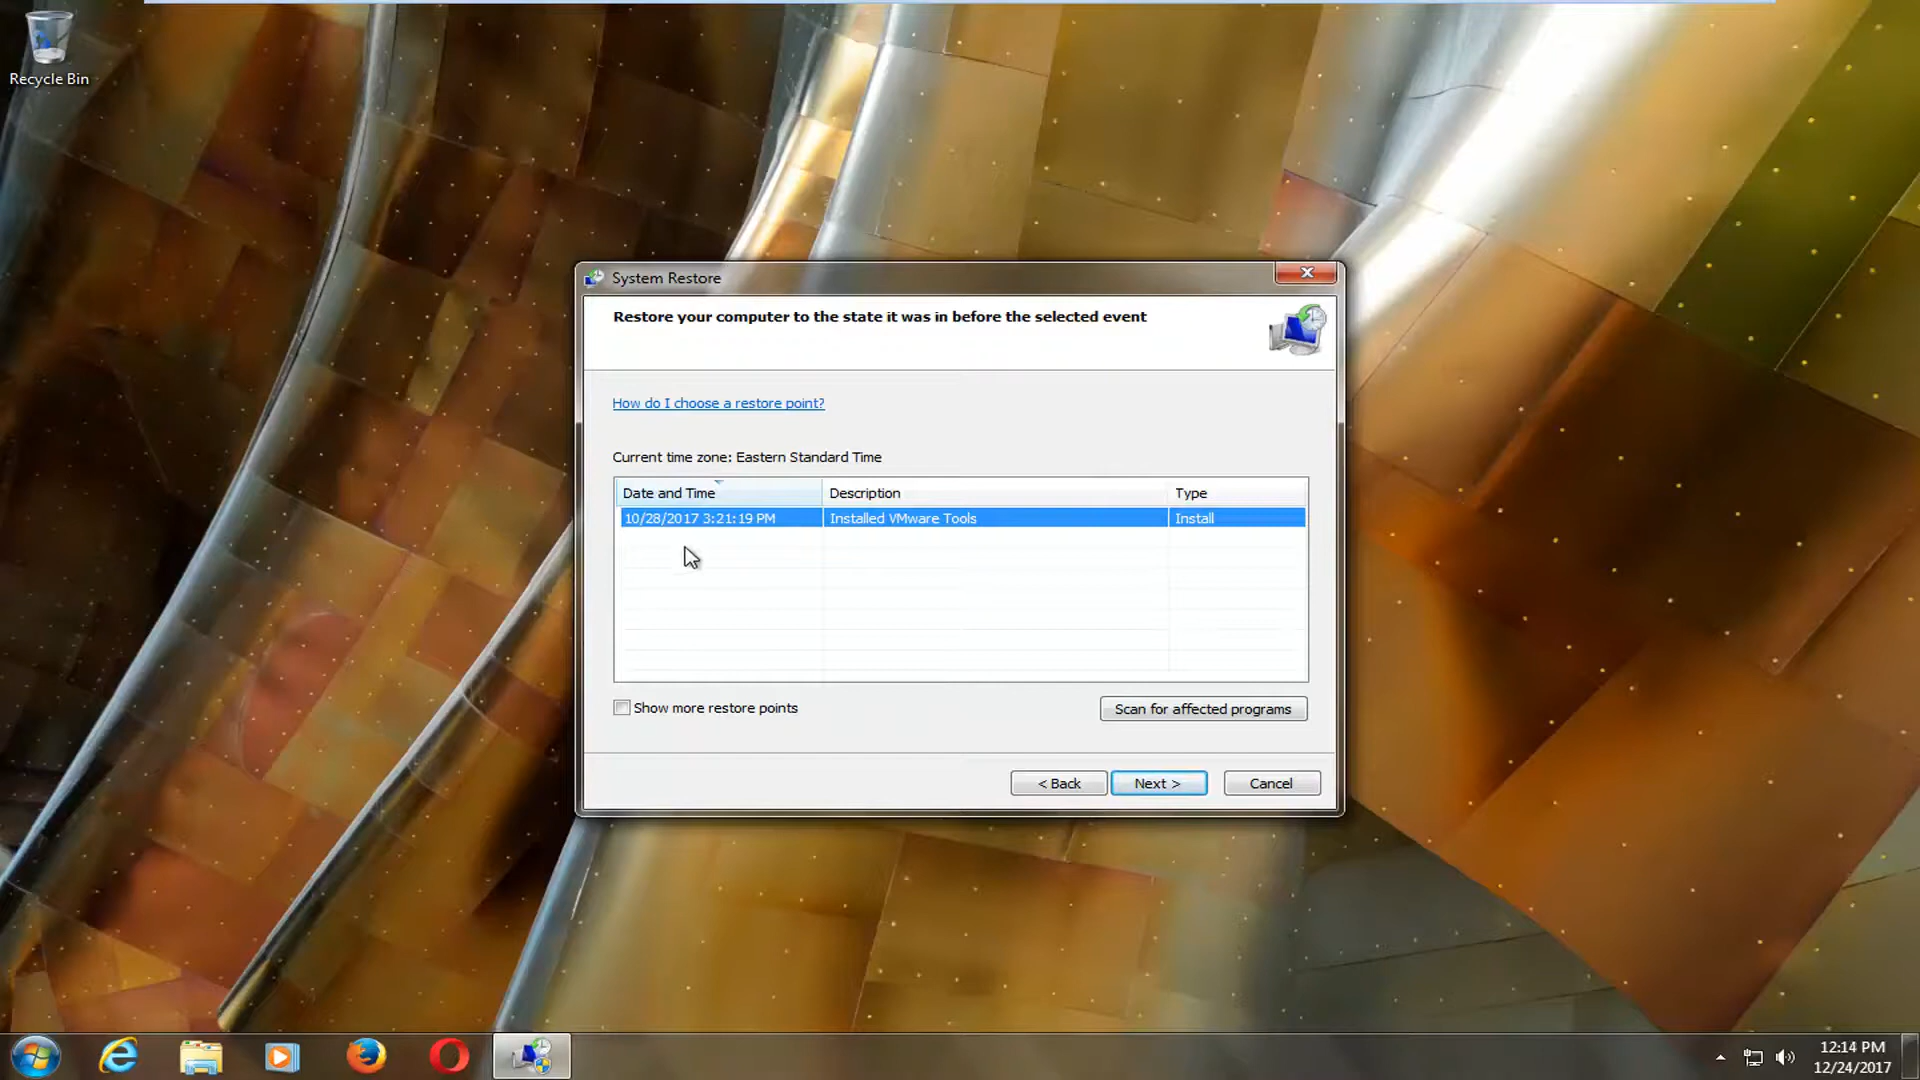 Recycle Bin
System Restore
Restore your computer to the state it was in before the selected event
How do I choose a restore point?
Current time zone: Eastern Standard Time
Date and Time Description Type
10/28/2017 3:21:19 PM Installed VMware Tools Install
Show more restore points
Scan for affected programs
< Back Next > Cancel
12:14 PM
12/24/2017